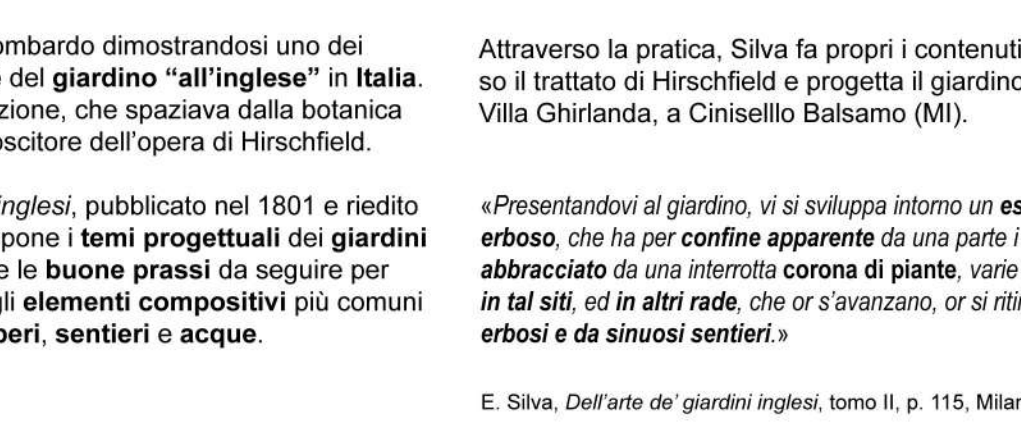 ombardo dimostrandosi uno dei
e del giardino “all’inglese” in Italia.
zione, che spaziava dalla botanica
oscitore dell’opera di Hirschfield.
inglesi, pubblicato nel 1801 e riedito
pone i temi progettuali dei giardini
e le buone prassi da seguire per
gli elementi compositivi più comuni
peri, sentieri e acque.
Attraverso la pratica, Silva fa propri i contenuti
so il trattato di Hirschfield e progetta il giardino
Villa Ghirlanda, a Ciniselllo Balsamo (MI).
«Presentandovi al giardino, vi si sviluppa intorno un es
erboso, che ha per confine apparente da una parte i
abbracciato da una interrotta corona di piante, varie
in tal siti, ed in altri rade, che or s’avanzano, or si ritir
erbosi e da sinuosi sentieri.»
E. Silva, Dell’arte de’ giardini inglesi, tomo II, p. 115, Milan